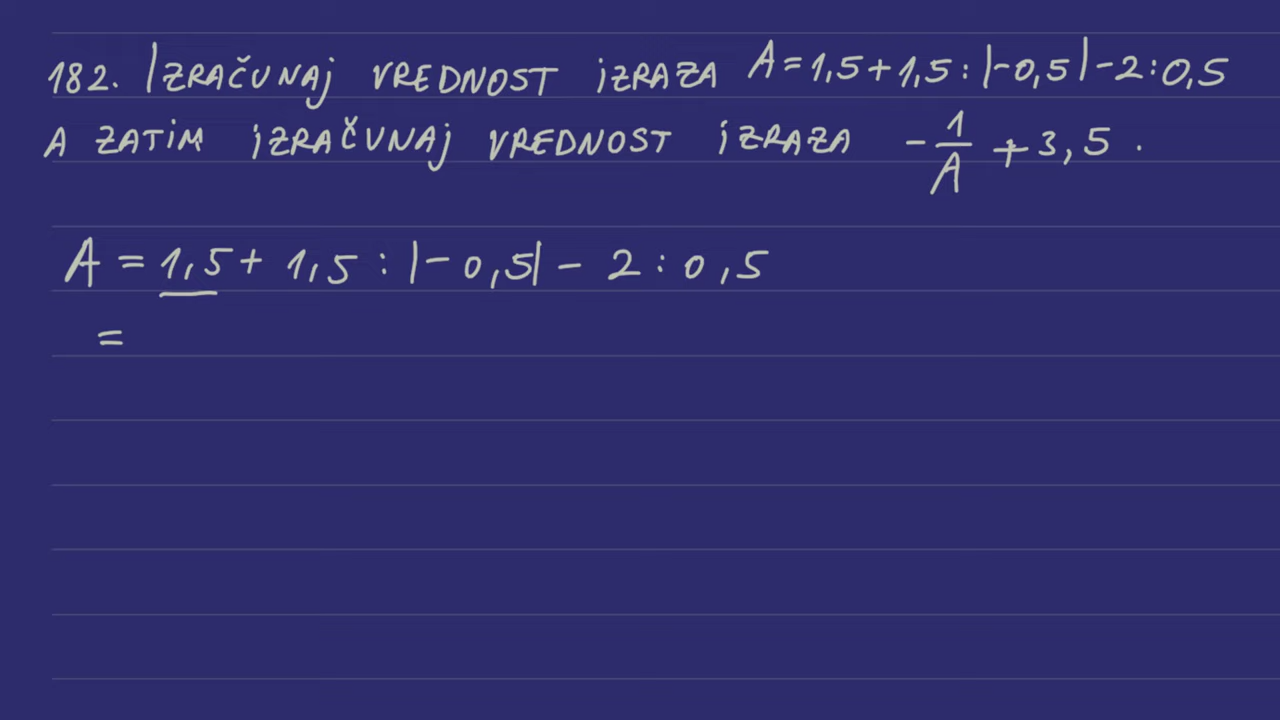 182. IZRAČUNAJ VREDNOST IZRAZA A=1,5+1,5:|-0,5|-2:0,5
A ZATIM IZRAČUNAJ VREDNOST IZRAZA -1/A +3,5.
A = 1,5 + 1,5 : |-0,5| - 2 : 0,5
=